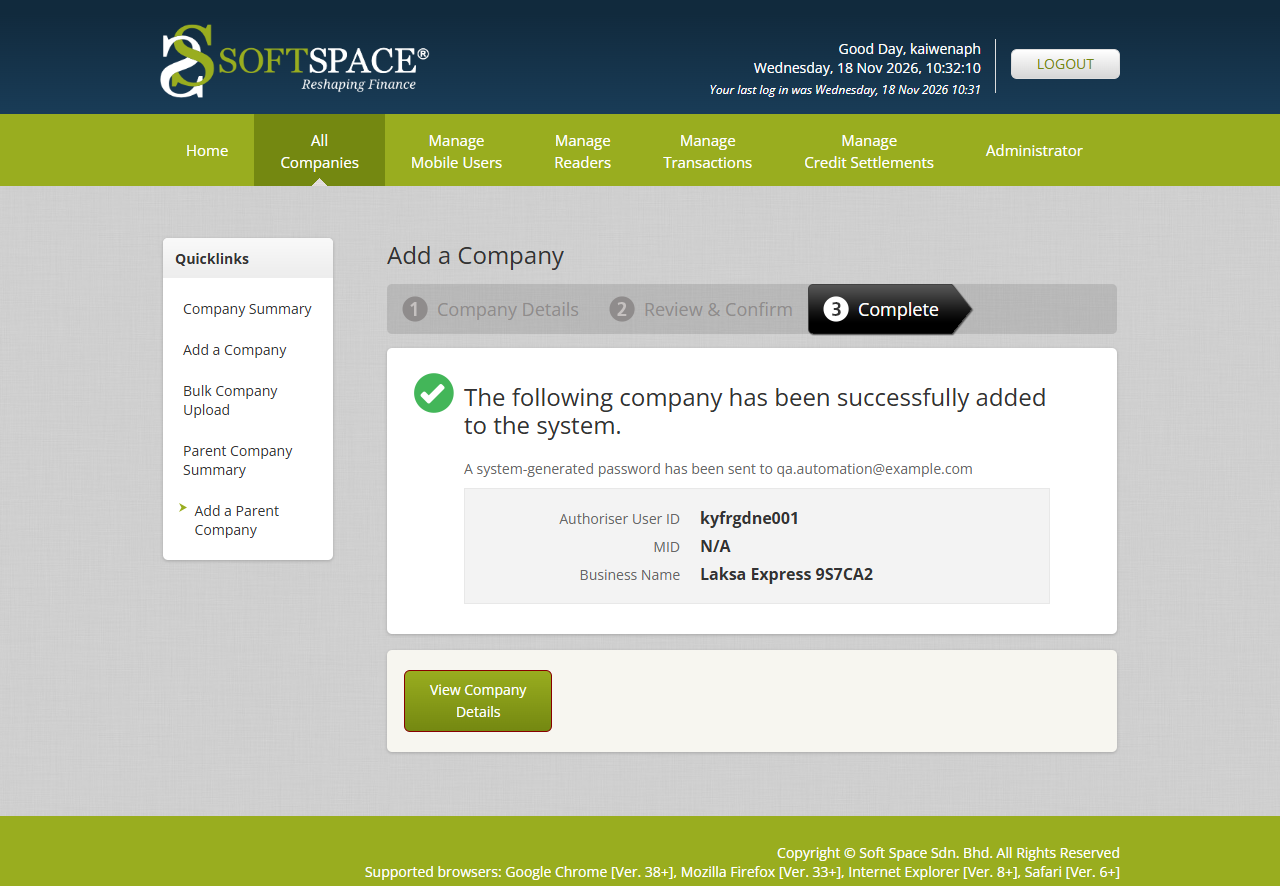 SOFTSPACE®
Reshaping Finance
Good Day, kaiwenaph
Wednesday, 18 Nov 2026, 10:32:10
Your last log in was Wednesday, 18 Nov 2026 10:31
LOGOUT
Home
All
Companies
Manage
Mobile Users
Manage
Readers
Manage
Transactions
Manage
Credit Settlements
Administrator
Quicklinks
Company Summary
Add a Company
Bulk Company
Upload
Parent Company
Summary
Add a Parent
Company
Add a Company
1 Company Details
2 Review & Confirm
3 Complete
The following company has been successfully added
to the system.
A system-generated password has been sent to qa.automation@example.com
Authoriser User ID kyfrgdne001
MID N/A
Business Name Laksa Express 9S7CA2
View Company
Details
Copyright © Soft Space Sdn. Bhd. All Rights Reserved
Supported browsers: Google Chrome [Ver. 38+], Mozilla Firefox [Ver. 33+], Internet Explorer [Ver. 8+], Safari [Ver. 6+]